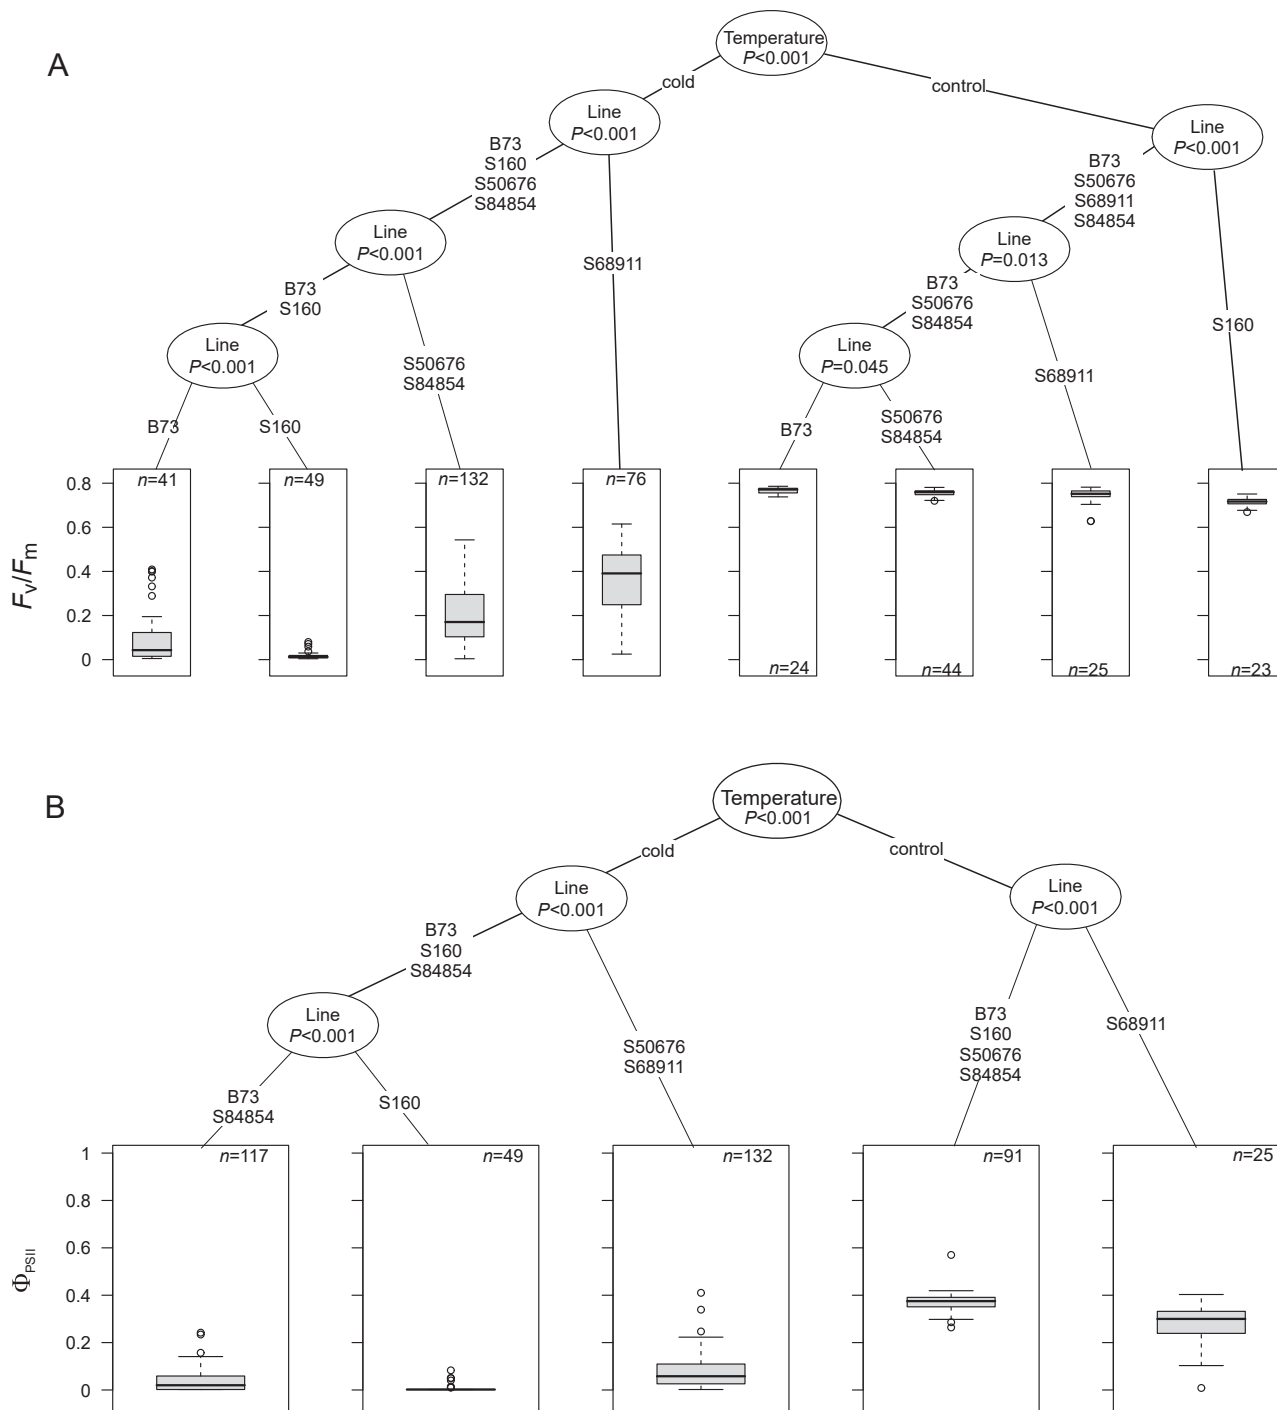 A
Temperature
P<0.001
cold
control
Line
P<0.001
Line
P<0.001
B73
S160
S50676
S84854
B73
S50676
S68911
S84854
Line
P<0.001
S68911
Line
P=0.013
B73
S160
B73
S50676
S84854
S160
Line
P<0.001
S50676
S84854
Line
P=0.045
S68911
B73
S160
B73
S50676
S84854
Fv/Fm
0.8
0.6
0.4
0.2
0
n=41
n=49
n=132
n=76
n=24
n=44
n=25
n=23
B
Temperature
P<0.001
cold
control
Line
P<0.001
Line
P<0.001
B73
S160
S84854
Line
P<0.001
S50676
S68911
B73
S160
S50676
S84854
S68911
B73
S84854
S160
ΦPSII
1
0.8
0.6
0.4
0.2
0
n=117
n=49
n=132
n=91
n=25